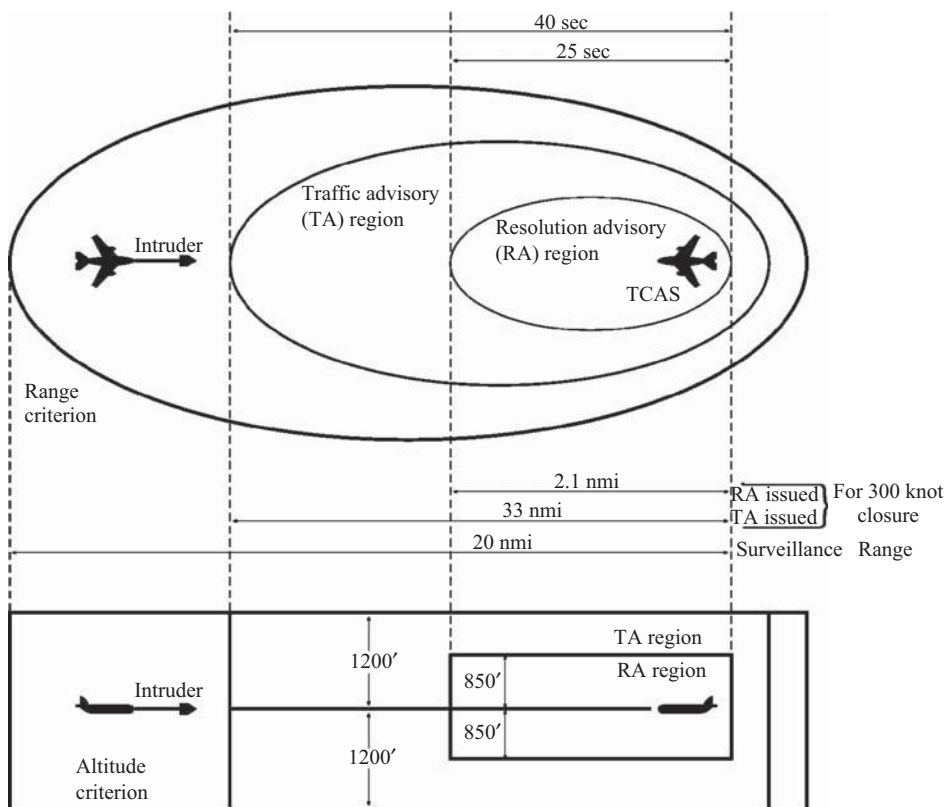 40 sec
25 sec
Traffic advisory
(TA) region
Resolution advisory
(RA) region
Intruder
TCAS
Range
criterion
2.1 nmi
RA issued
For 300 knot
33 nmi
TA issued
closure
20 nmi
Surveillance Range
TA region
1200′
850′
RA region
Intruder
850′
1200′
Altitude
criterion